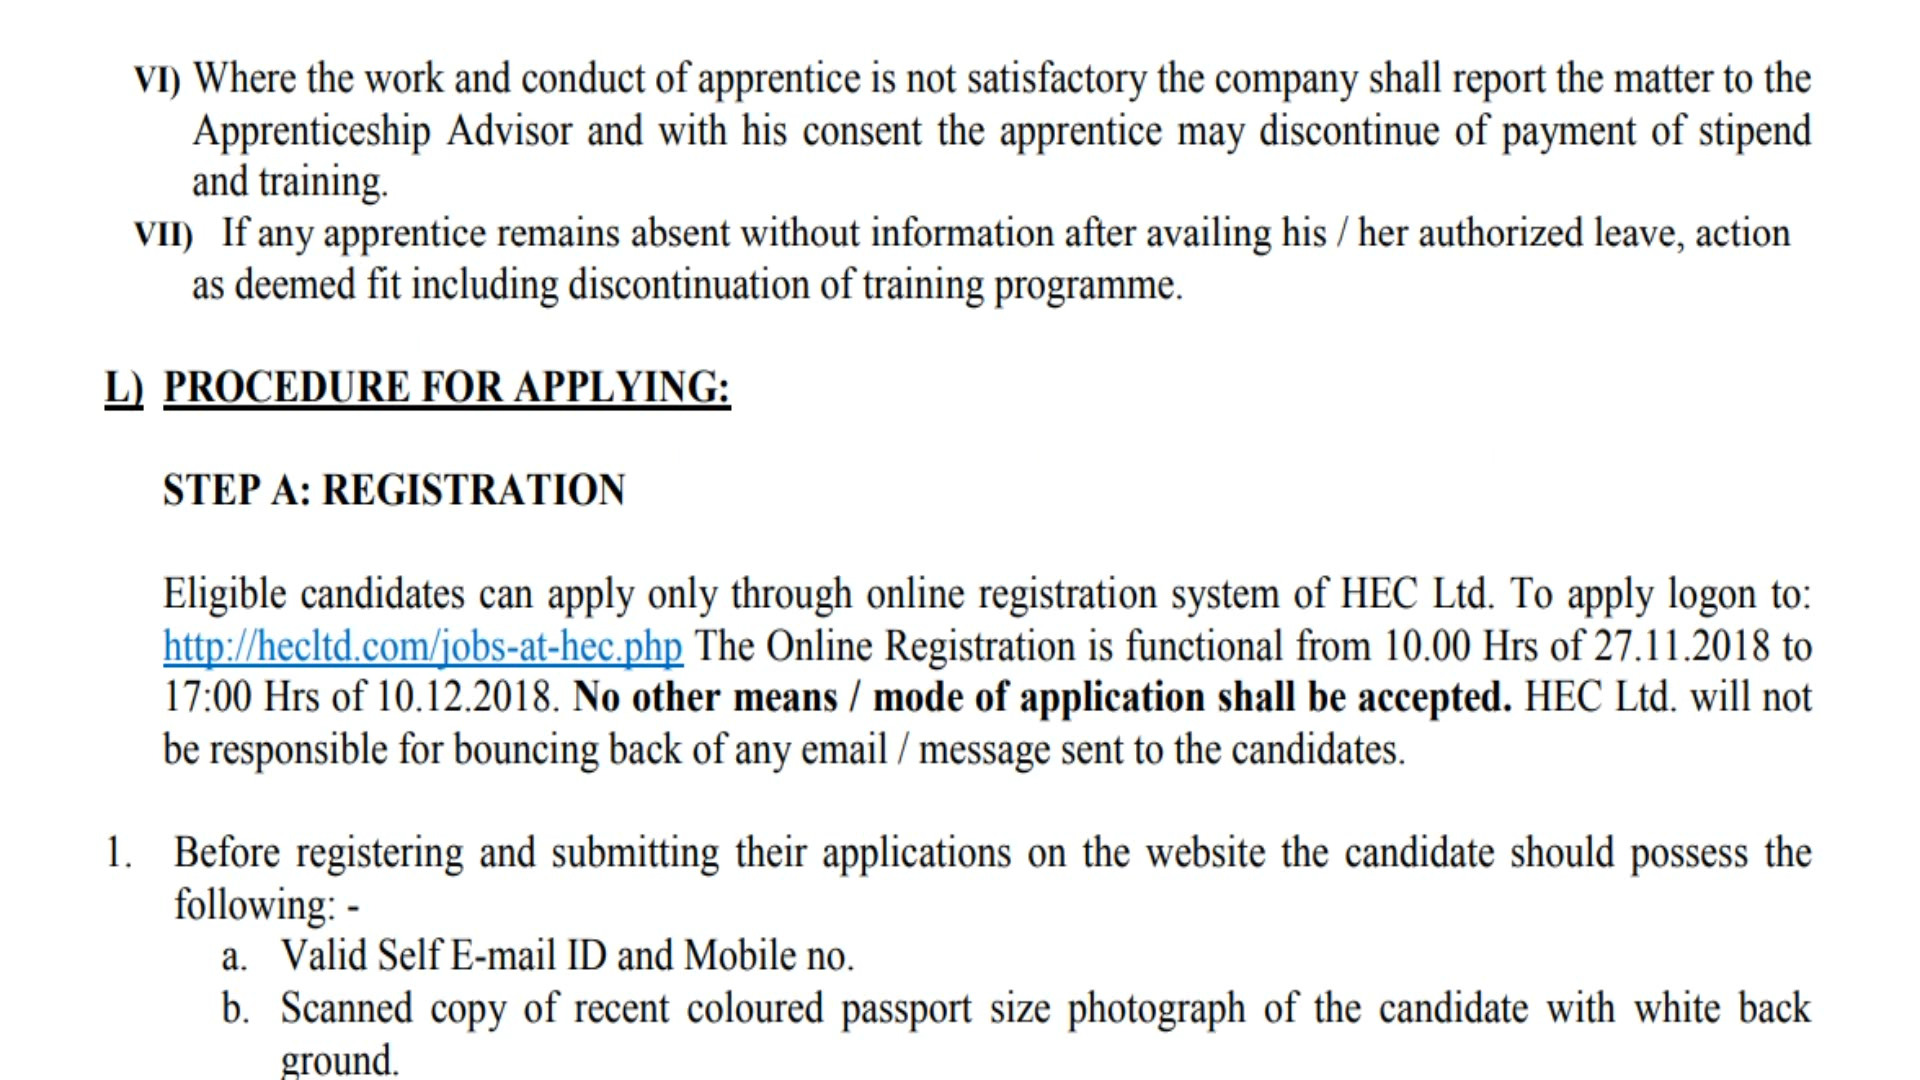 VI) Where the work and conduct of apprentice is not satisfactory the company shall report the matter to the
Apprenticeship Advisor and with his consent the apprentice may discontinue of payment of stipend
and training.
VII) If any apprentice remains absent without information after availing his / her authorized leave, action
as deemed fit including discontinuation of training programme.
L) PROCEDURE FOR APPLYING:
STEP A: REGISTRATION
Eligible candidates can apply only through online registration system of HEC Ltd. To apply logon to:
http://hecltd.com/jobs-at-hec.php The Online Registration is functional from 10.00 Hrs of 27.11.2018 to
17:00 Hrs of 10.12.2018. No other means / mode of application shall be accepted. HEC Ltd. will not
be responsible for bouncing back of any email / message sent to the candidates.
1. Before registering and submitting their applications on the website the candidate should possess the
following: -
a. Valid Self E-mail ID and Mobile no.
b. Scanned copy of recent coloured passport size photograph of the candidate with white back
ground.